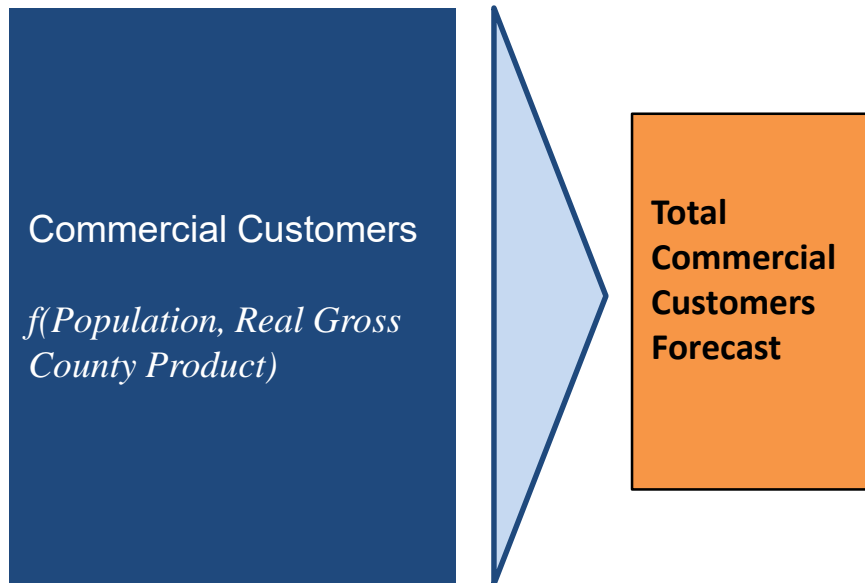 Commercial Customers
f(Population, Real Gross
County Product)
Total
Commercial
Customers
Forecast